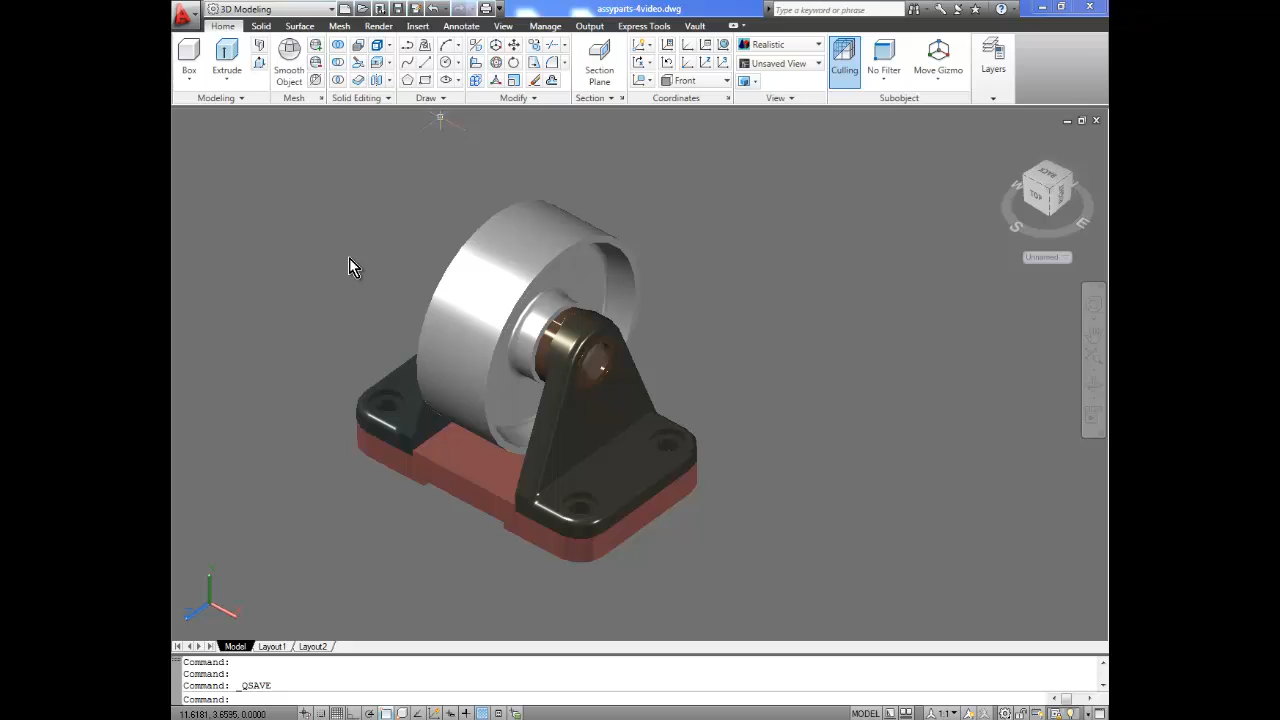 3D Modeling
assyparts-4video.dwg
Type a keyword or phrase
Home Solid Surface Mesh Render Insert Annotate View Manage Output Express Tools Vault
Box
Extrude
Smooth Object
Section Plane
Realistic
Unsaved View
Front
Culling
No Filter
Move Gizmo
Layers
Modeling
Mesh
Solid Editing
Draw
Modify
Section
Coordinates
View
Subobject
BACK
TOP
W
S
E
Unnamed
Model Layout1 Layout2
Command:
Command:
Command: _QSAVE
Command:
11.6181, 3.6595, 0.0000
MODEL
1:1